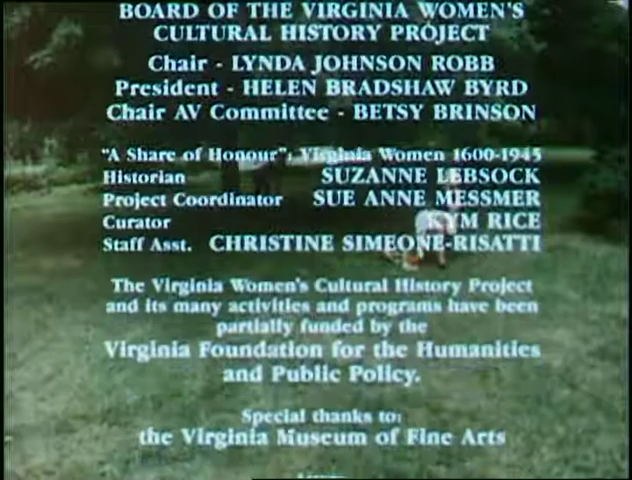 BOARD OF THE VIRGINIA WOMEN'S
CULTURAL HISTORY PROJECT
Chair - LYNDA JOHNSON ROBB
President - HELEN BRADSHAW BYRD
Chair AV Committee - BETSY BRINSON
"A Share of Honour": Virginia Women 1600-1945
Historian SUZANNE LEBSOCK
Project Coordinator SUE ANNE MESSMER
Curator KYM RICE
Staff Asst. CHRISTINE SIMEONE-RISATTI
The Virginia Women's Cultural History Project
and its many activities and programs have been
partially funded by the
Virginia Foundation for the Humanities
and Public Policy.
Special thanks to:
the Virginia Museum of Fine Arts